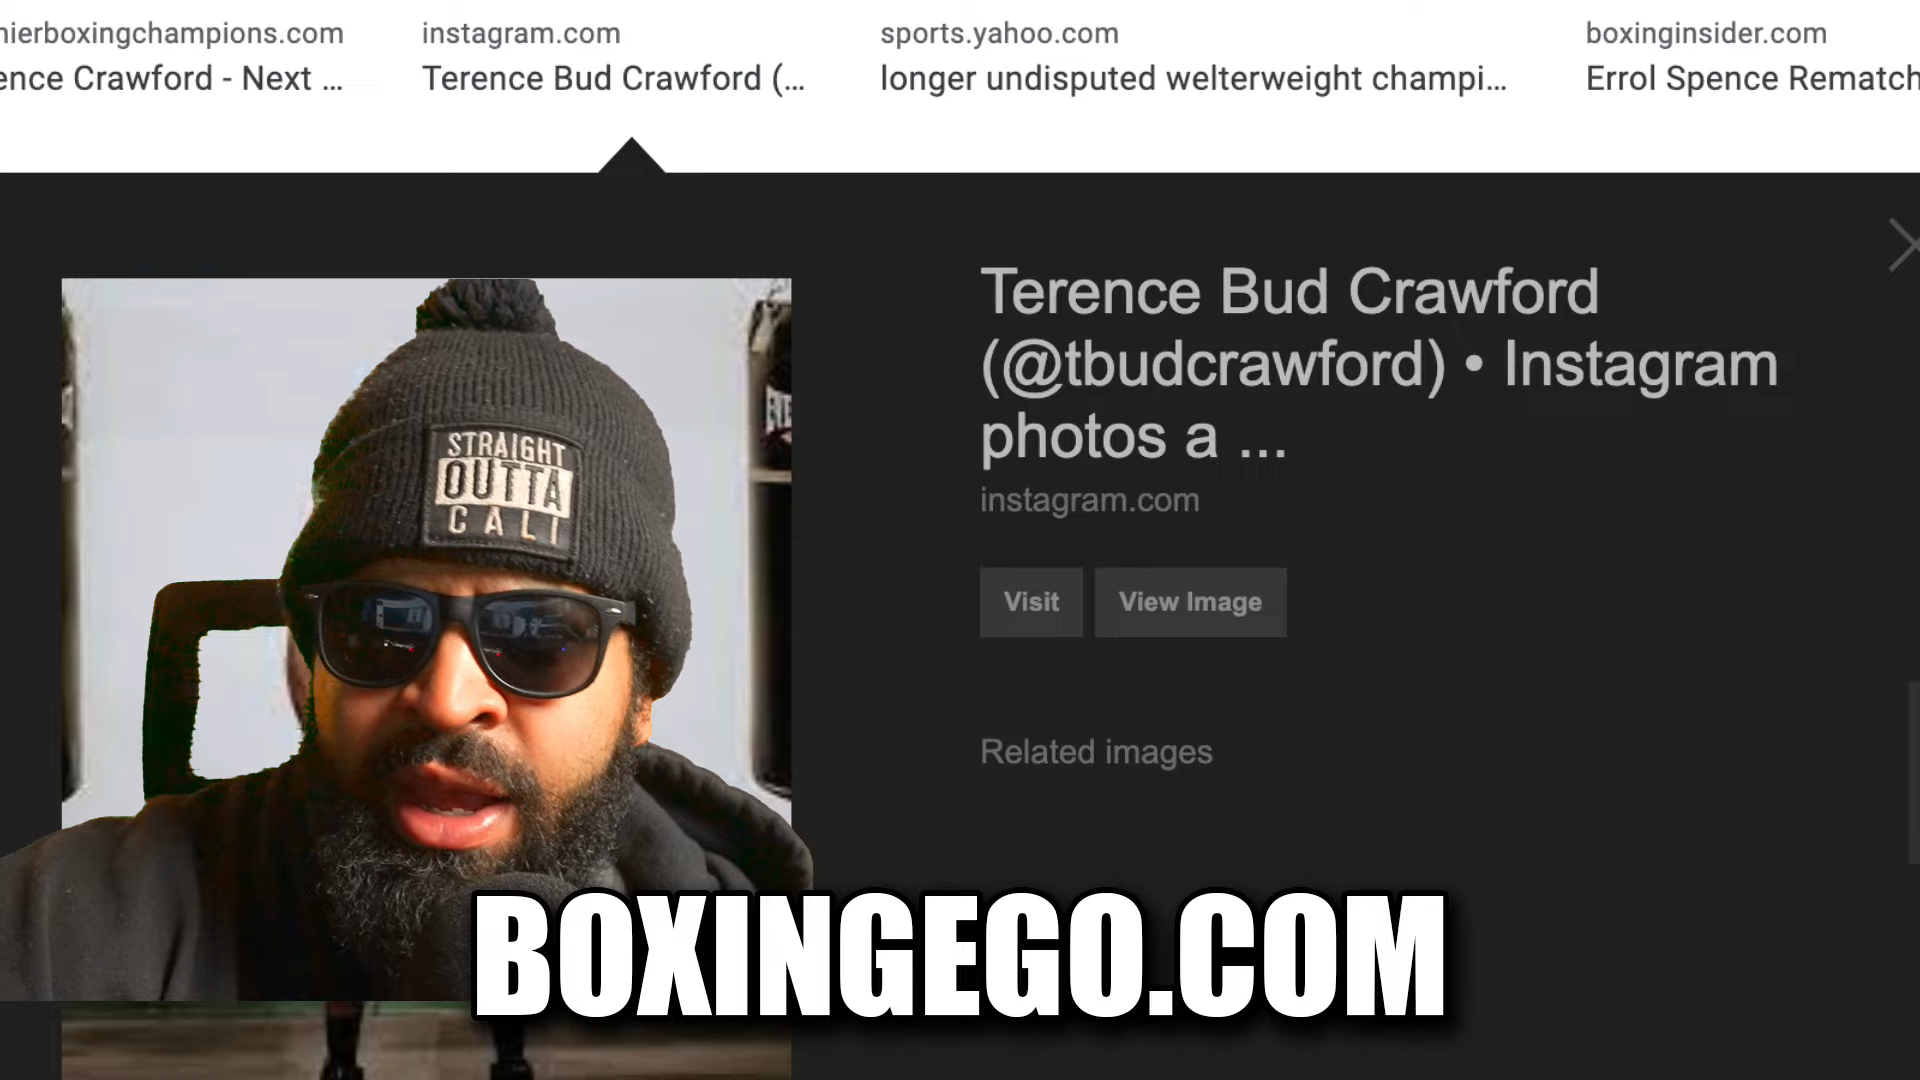 nierboxingchampions.com
ence Crawford - Next ...
instagram.com
Terence Bud Crawford (...
sports.yahoo.com
longer undisputed welterweight champi...
boxinginsider.com
Errol Spence Rematch
Terence Bud Crawford
(@tbudcrawford) • Instagram
photos a ...
instagram.com
Visit
View Image
Related images
STRAIGHT
OUTTA
CALI
BOXINGEGO.COM